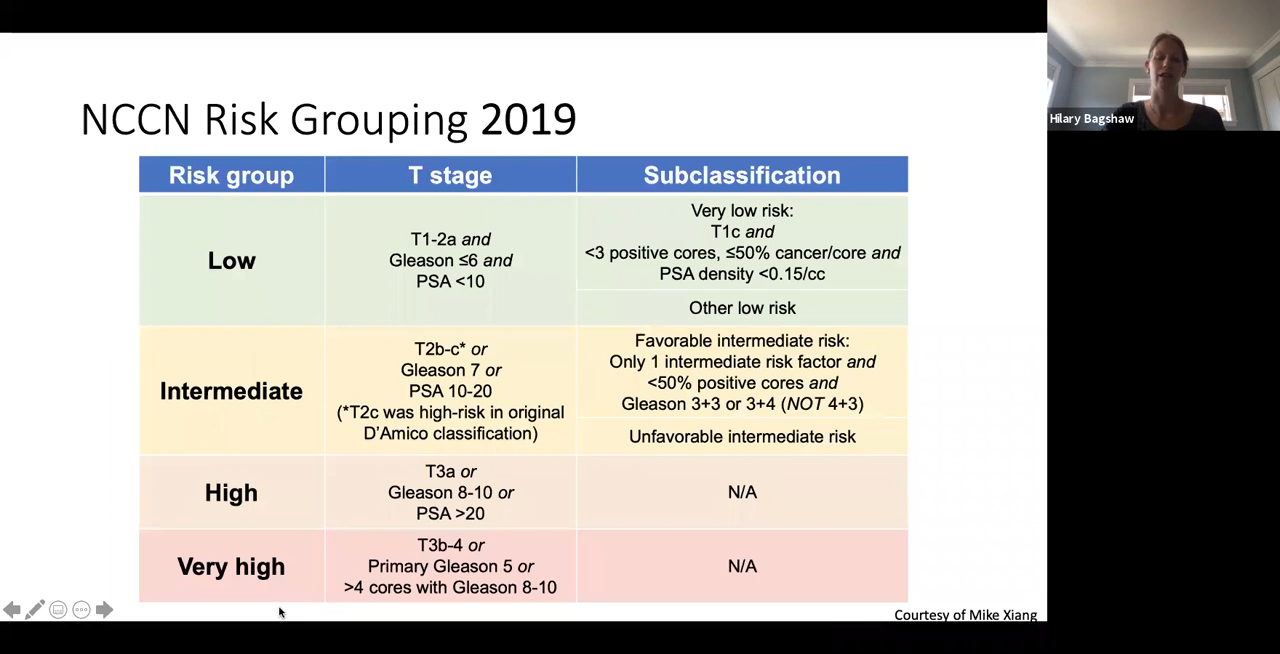 NCCN Risk Grouping 2019
Risk group
T stage
Subclassification
Low
T1-2a and
Gleason ≤6 and
PSA <10
Very low risk:
T1c and
<3 positive cores, ≤50% cancer/core and
PSA density <0.15/cc
Other low risk
Intermediate
T2b-c* or
Gleason 7 or
PSA 10-20
(*T2c was high-risk in original
D'Amico classification)
Favorable intermediate risk:
Only 1 intermediate risk factor and
<50% positive cores and
Gleason 3+3 or 3+4 (NOT 4+3)
Unfavorable intermediate risk
High
T3a or
Gleason 8-10 or
PSA >20
N/A
Very high
T3b-4 or
Primary Gleason 5 or
>4 cores with Gleason 8-10
N/A
Courtesy of Mike Xiang
Hilary Bagshaw